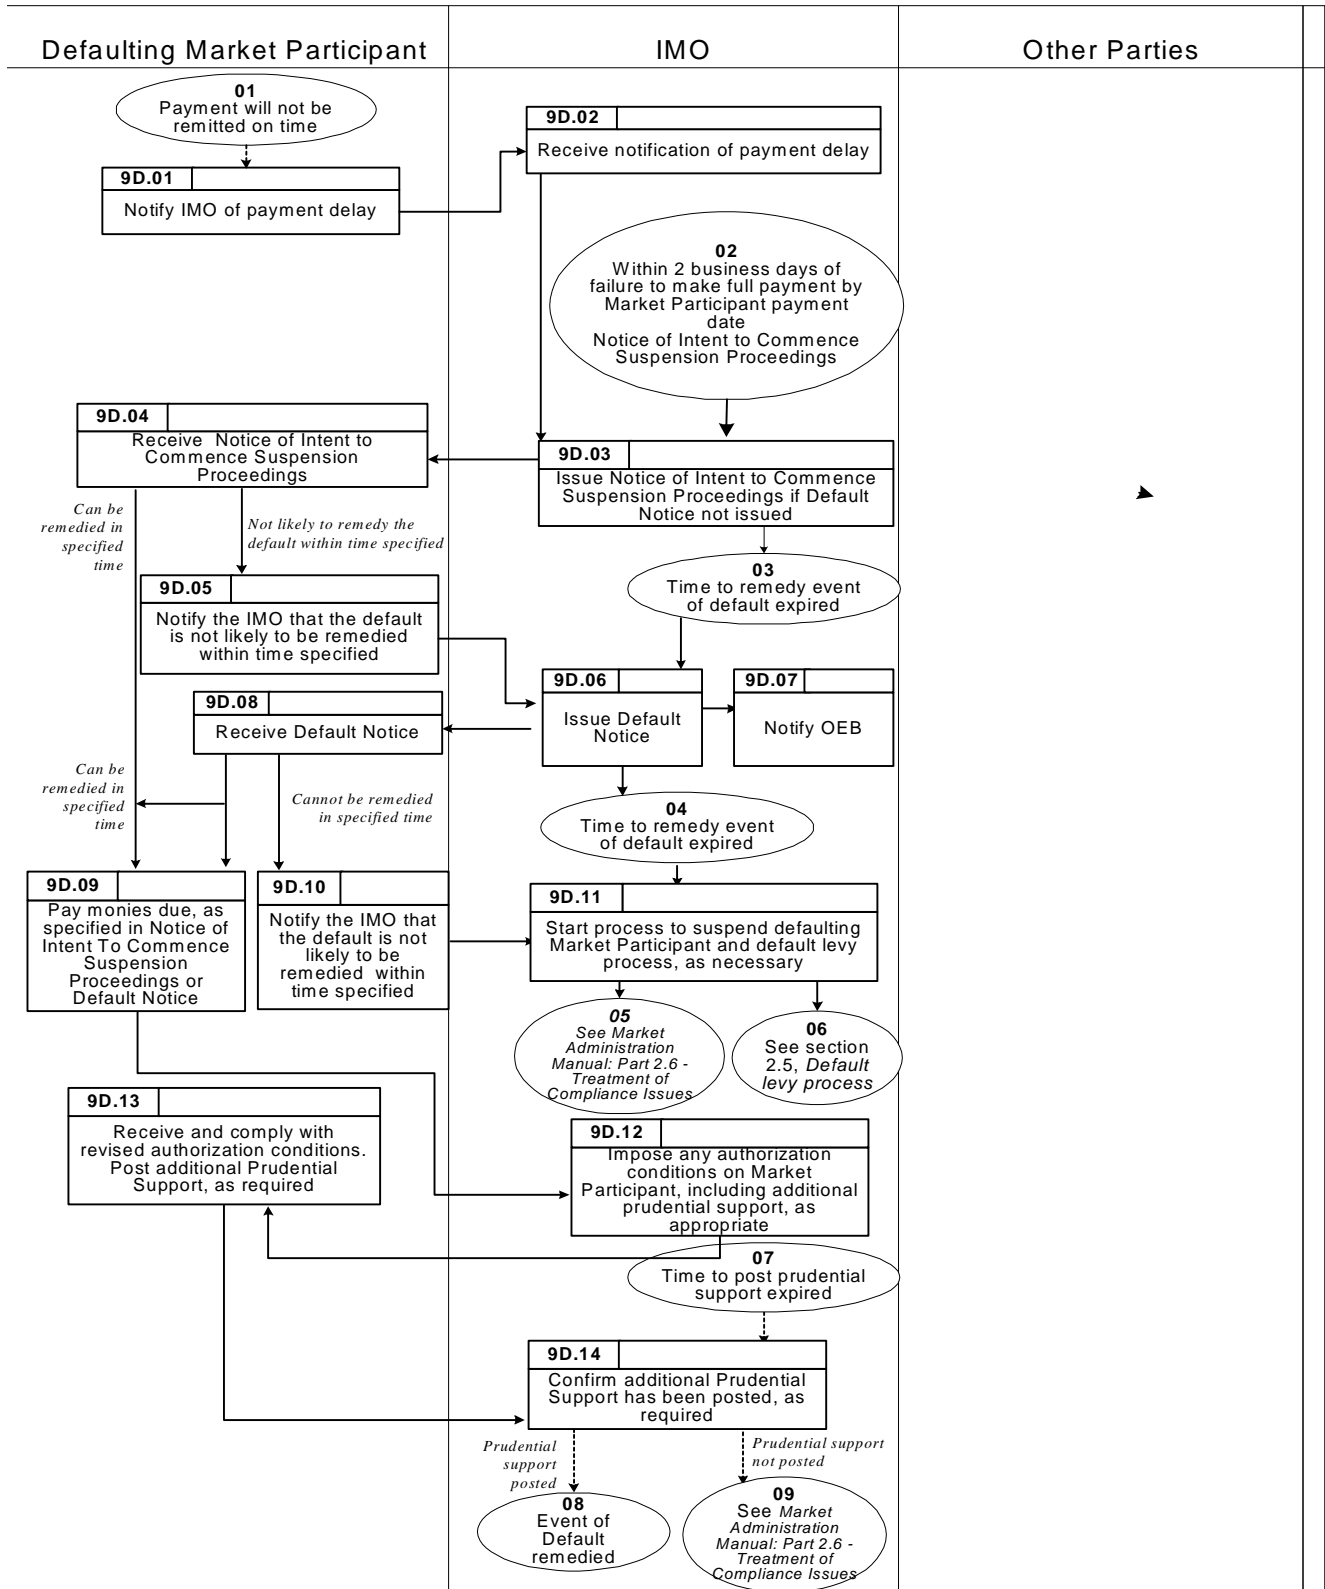 Defaulting Market Participant
IMO
Other Parties
01
Payment will not be
remitted on time
9D.01
Notify IMO of payment delay
9D.02
Receive notification of payment delay
02
Within 2 business days of
failure to make full payment by
Market Participant payment
date
Notice of Intent to Commence
Suspension Proceedings
9D.03
Issue Notice of Intent to Commence
Suspension Proceedings if Default
Notice not issued
9D.04
Receive Notice of Intent to
Commence Suspension
Proceedings
Can be
remedied in
specified
time
Not likely to remedy the
default within time specified
03
Time to remedy event
of default expired
9D.05
Notify the IMO that the default
is not likely to be remedied
within time specified
9D.06
Issue Default
Notice
9D.07
Notify OEB
9D.08
Receive Default Notice
Can be
remedied in
specified
time
Cannot be remedied
in specified time
04
Time to remedy event
of default expired
9D.09
Pay monies due, as
specified in Notice of
Intent To Commence
Suspension
Proceedings or
Default Notice
9D.10
Notify the IMO that
the default is not
likely to be
remedied within
time specified
9D.11
Start process to suspend defaulting
Market Participant and default levy
process, as necessary
05
See Market
Administration
Manual: Part 2.6 -
Treatment of
Compliance Issues
06
See section
2.5, Default
levy process
9D.13
Receive and comply with
revised authorization conditions.
Post additional Prudential
Support, as required
9D.12
Impose any authorization
conditions on Market
Participant, including additional
prudential support, as
appropriate
07
Time to post prudential
support expired
9D.14
Confirm additional Prudential
Support has been posted, as
required
Prudential
support
posted
Prudential support
not posted
08
Event of
Default
remedied
09
See Market
Administration
Manual: Part 2.6 -
Treatment of
Compliance Issues